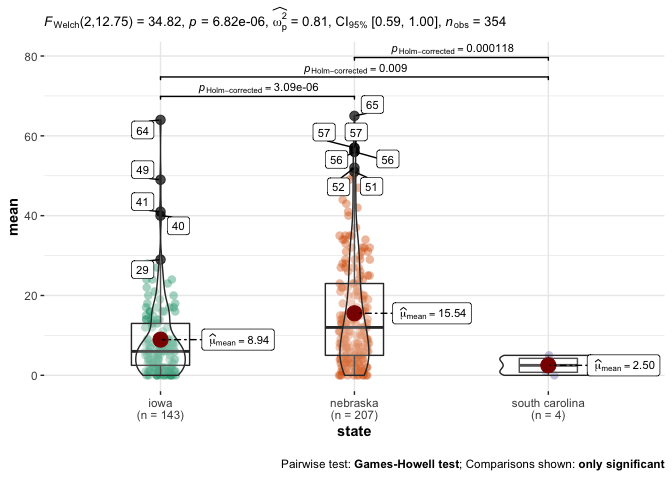 F_Welch(2,12.75) = 34.82, p = 6.82e-06, ω̂²_p = 0.81, CI_95% [0.59, 1.00], n_obs = 354
p_Holm−corrected = 0.000118
p_Holm−corrected = 0.009
p_Holm−corrected = 3.09e-06
80
60
40
20
0
mean
64
49
41
40
29
65
57
57
56
56
52
51
μ̂_mean = 8.94
μ̂_mean = 15.54
μ̂_mean = 2.50
iowa
(n = 143)
nebraska
(n = 207)
south carolina
(n = 4)
state
Pairwise test: Games-Howell test; Comparisons shown: only significant